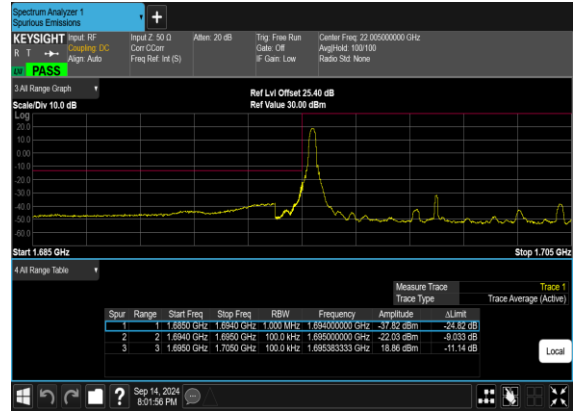 Spectrum Analyzer 1
Spurious Emissions
KEYSIGHT Input: RF Input Z: 50 Ω Atten: 20 dB Trig: Free Run Center Freq: 22.005000000 GHz
R T Coupling: DC Corr CCorr Gate: Off Avg|Hold: 100/100
Align: Auto Freq Ref: Int (S) IF Gain: Low Radio Std: None
PASS
3 All Range Graph
Ref Lvl Offset 25.40 dB
Scale/Div 10.0 dB Ref Value 30.00 dBm
Log
20.0
10.0
0.00
-10.0
-20.0
-30.0
-40.0
-50.0
-60.0
Start 1.685 GHz Stop 1.705 GHz
4 All Range Table
Measure Trace Trace 1
Trace Type Trace Average (Active)
Spur Range Start Freq Stop Freq RBW Frequency Amplitude ΔLimit
1 1 1.6850 GHz 1.6940 GHz 1.000 MHz 1.694000000 GHz -37.82 dBm -24.82 dB
2 2 1.6940 GHz 1.6950 GHz 100.0 kHz 1.695000000 GHz -22.03 dBm -9.033 dB
3 3 1.6950 GHz 1.7050 GHz 100.0 kHz 1.695383333 GHz 18.86 dBm -11.14 dB
Local
? Sep 14, 2024
8:01:56 PM